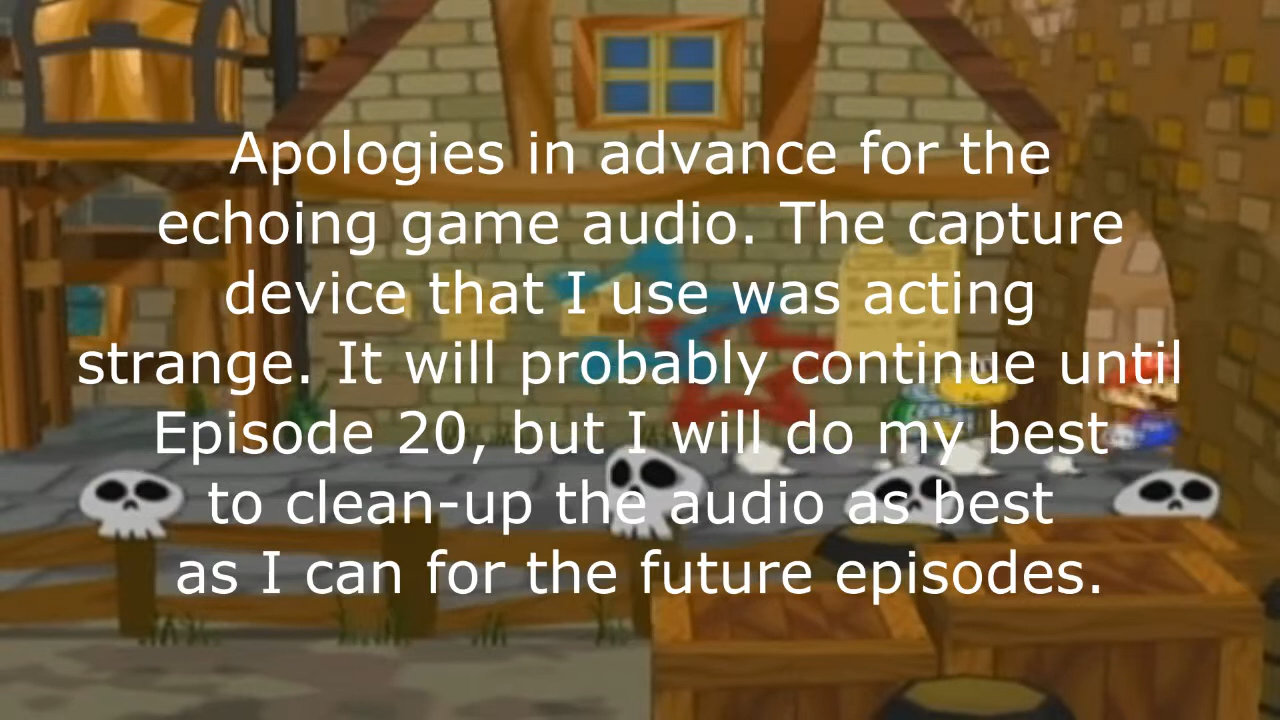 Apologies in advance for the
echoing game audio. The capture
device that I use was acting
strange. It will probably continue until
Episode 20, but I will do my best
to clean-up the audio as best
as I can for the future episodes.